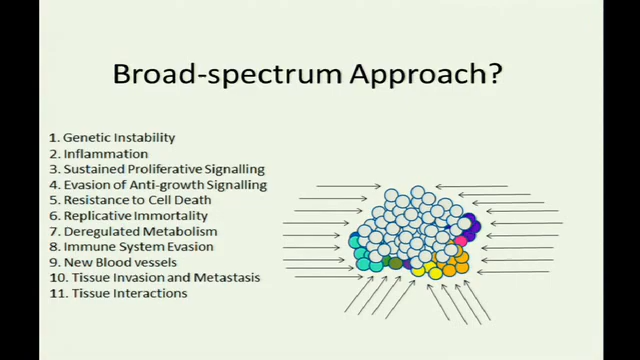 Broad-spectrum Approach?
1. Genetic Instability
2. Inflammation
3. Sustained Proliferative Signalling
4. Evasion of Anti-growth Signalling
5. Resistance to Cell Death
6. Replicative Immortality
7. Deregulated Metabolism
8. Immune System Evasion
9. New Blood vessels
10. Tissue Invasion and Metastasis
11. Tissue Interactions